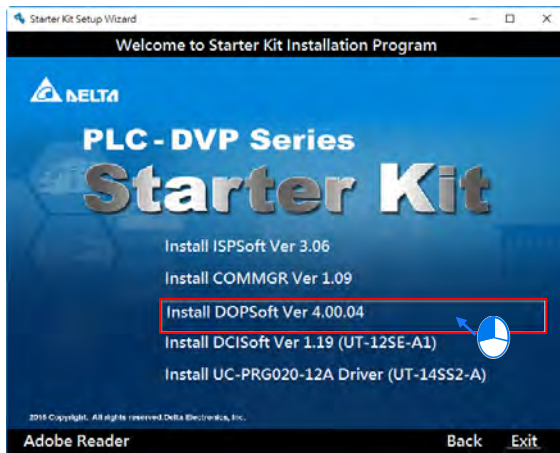 Starter Kit Setup Wizard
Welcome to Starter Kit Installation Program
DELTA
PLC-DVP Series
Starter Kit
Install ISPSoft Ver 3.06
Install COMMGR Ver 1.09
Install DOPSoft Ver 4.00.04
Install DCISoft Ver 1.19 (UT-12SE-A1)
Install UC-PRG020-12A Driver (UT-14SS2-A)
2018 Copyright. All rights reserved.Delta Electronics, Inc.
Adobe Reader Back Exit